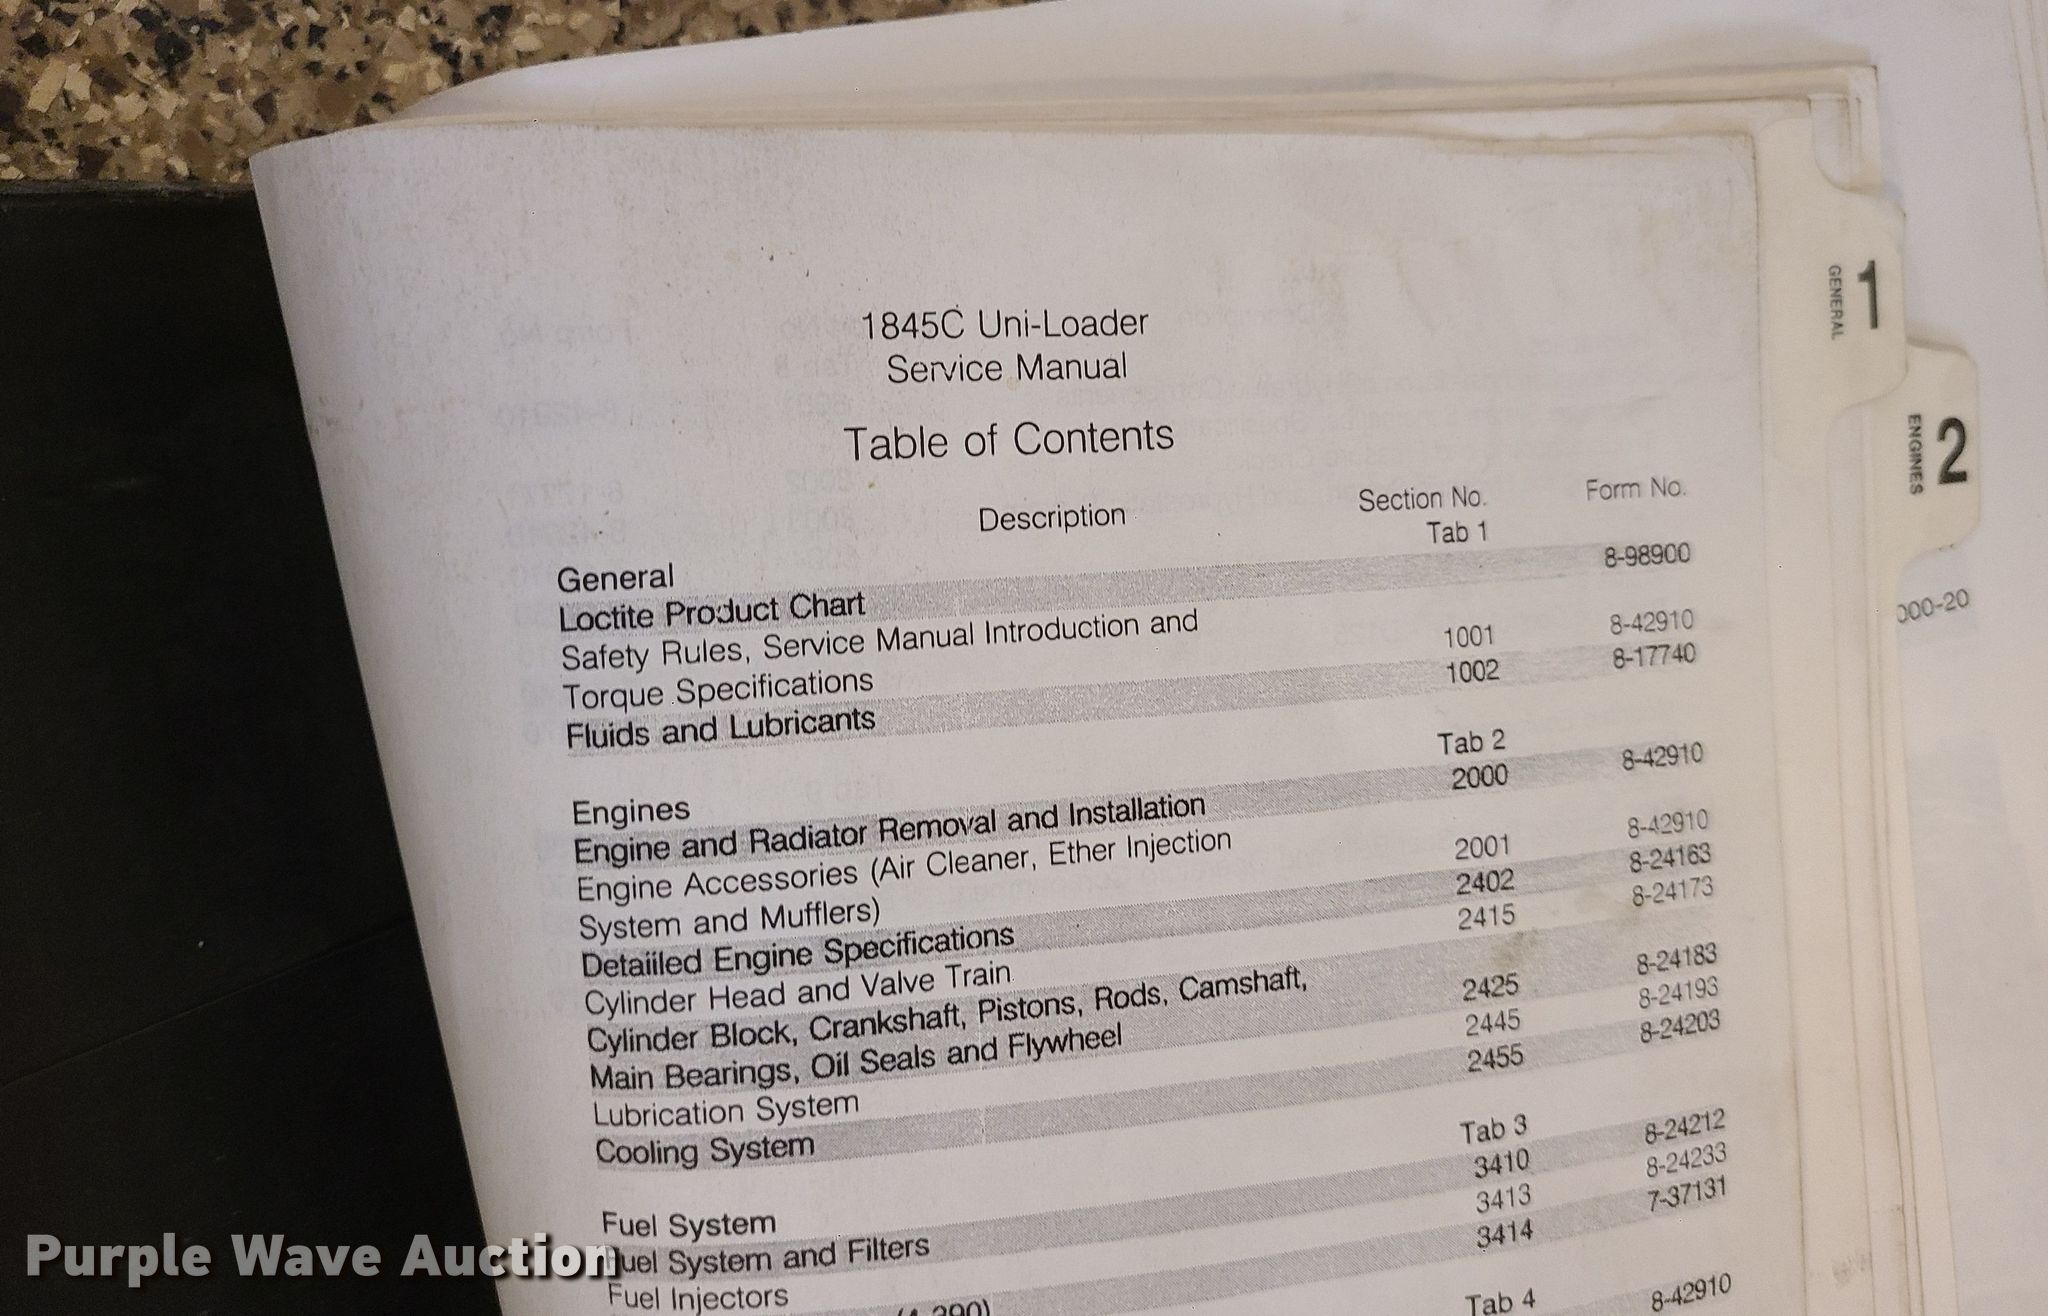 1845C Uni-Loader
Service Manual
Table of Contents
Description Section No. Form No.
General Tab 1
Loctite Product Chart 8-98900
Safety Rules, Service Manual Introduction and
Torque Specifications 1001 8-42910
Fluids and Lubricants 1002 8-17740
Engines Tab 2
Engine and Radiator Removal and Installation 2000 8-42910
Engine Accessories (Air Cleaner, Ether Injection
System and Mufflers) 2001 8-42910
Detaiiled Engine Specifications 2402 8-24163
Cylinder Head and Valve Train 2415 8-24173
Cylinder Block, Crankshaft, Pistons, Rods, Camshaft,
Main Bearings, Oil Seals and Flywheel 2425 8-24183
Lubrication System 2445 8-24193
Cooling System 2455 8-24203
Fuel System Tab 3
Fuel System and Filters 3410 8-24212
Fuel Injectors 3413 8-24233
3414 7-37131
Tab 4
8-42910
1
GENERAL
2
ENGINES
000-20
Purple Wave Auction